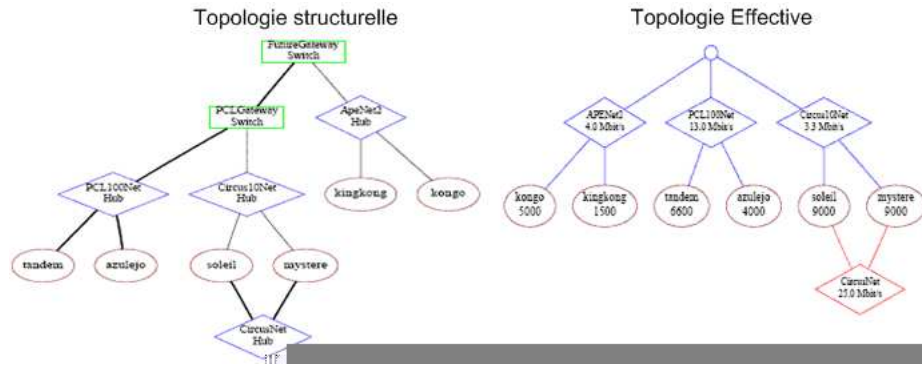 Topologie structurelle
Topologie Effective
FutureGateway
Switch
PCLGateway
Switch
ApeNet2
Hub
PCL100Net
Hub
Circus10Net
Hub
kingkong
kongo
tandem
azulejo
soleil
mystere
CircusNet
Hub
APENet2
4.0 Mbit/s
PCL100Net
13.0 Mbit/s
Circus10Net
3.3 Mbit/s
kongo
5000
kingkong
1500
tandem
6600
azulejo
4000
soleil
9000
mystere
9000
CircusNet
25.0 Mbit/s